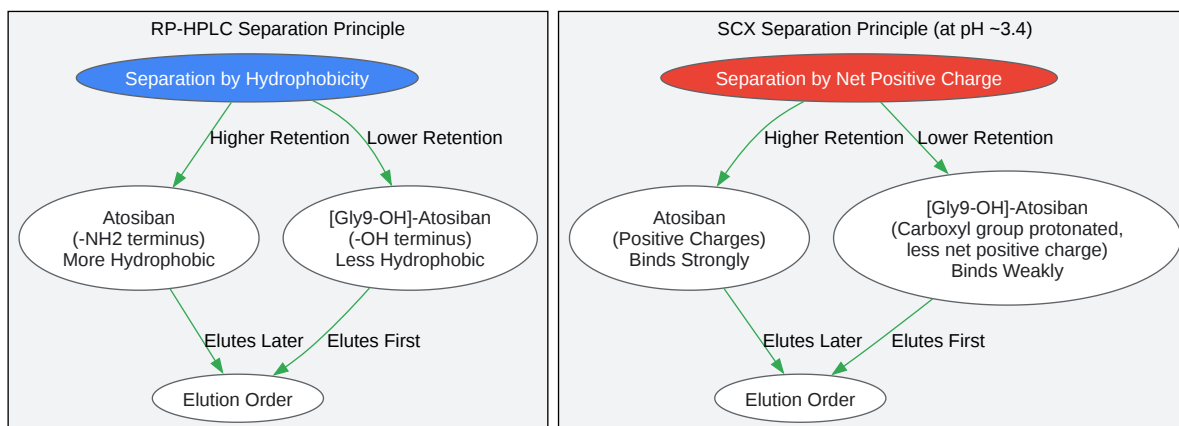 RP-HPLC Separation Principle
Separation by Hydrophobicity
Higher Retention
Lower Retention
Atosiban
(-NH2 terminus)
More Hydrophobic
[Gly9-OH]-Atosiban
(-OH terminus)
Less Hydrophobic
Elutes Later
Elutes First
Elution Order
SCX Separation Principle (at pH ~3.4)
Separation by Net Positive Charge
Higher Retention
Lower Retention
Atosiban
(Positive Charges)
Binds Strongly
[Gly9-OH]-Atosiban
(Carboxyl group protonated,
less net positive charge)
Binds Weakly
Elutes Later
Elutes First
Elution Order